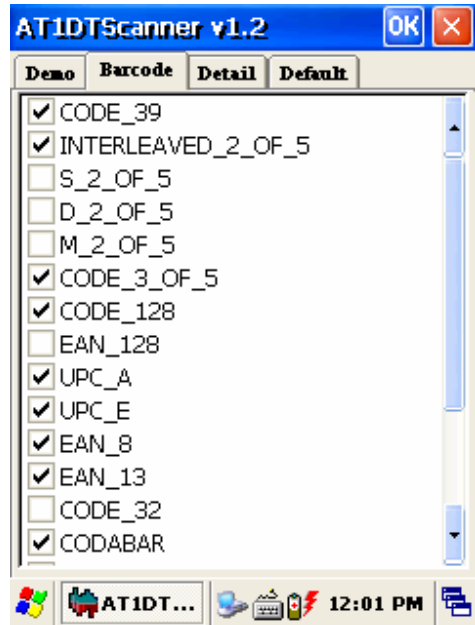 AT1DTScanner v1.2 OK
Demo Barcode Detail Default
CODE_39
INTERLEAVED_2_OF_5
S_2_OF_5
D_2_OF_5
M_2_OF_5
CODE_3_OF_5
CODE_128
EAN_128
UPC_A
UPC_E
EAN_8
EAN_13
CODE_32
CODABAR
AT1DT... 12:01 PM